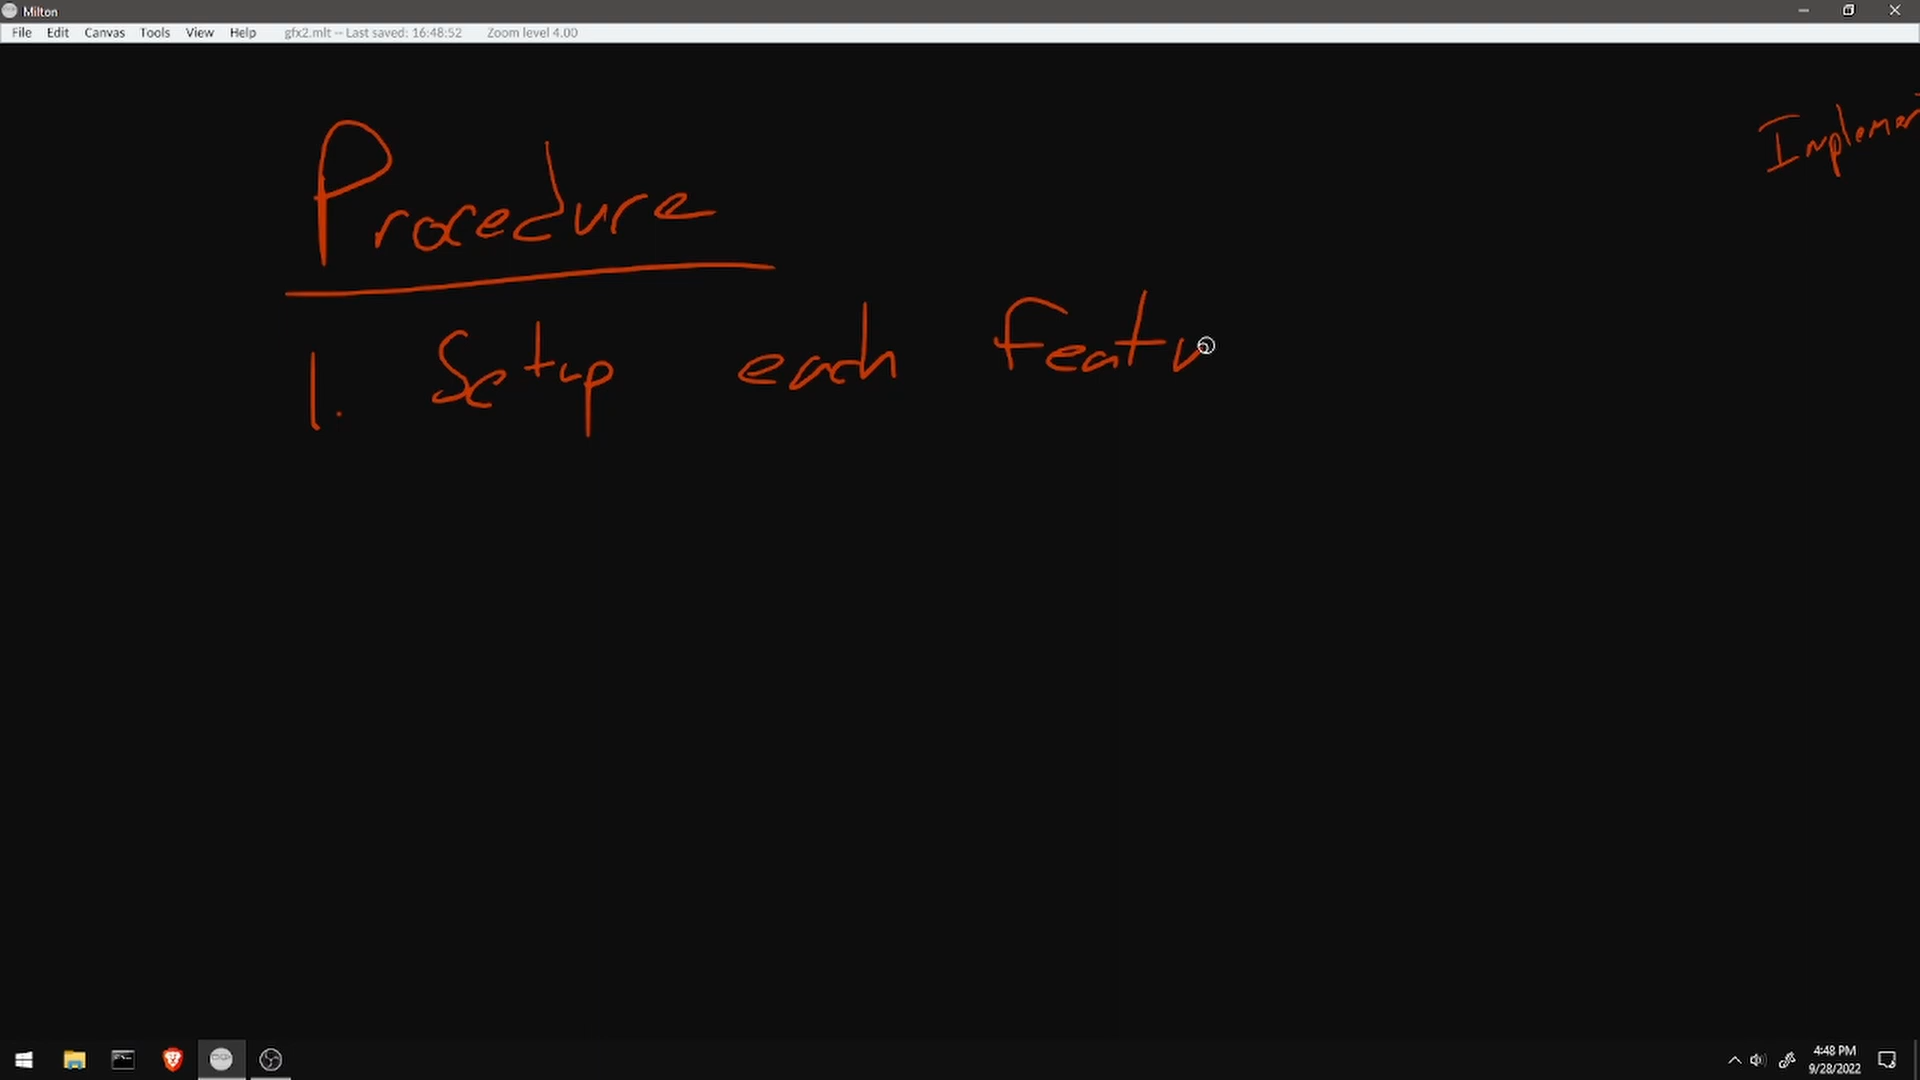 Milton
File Edit Canvas Tools View Help gfx2.mlt -- Last saved: 16:48:52 Zoom level 4.00
Implemen
Procedure
1. Setup each featu
4:48 PM
9/28/2022